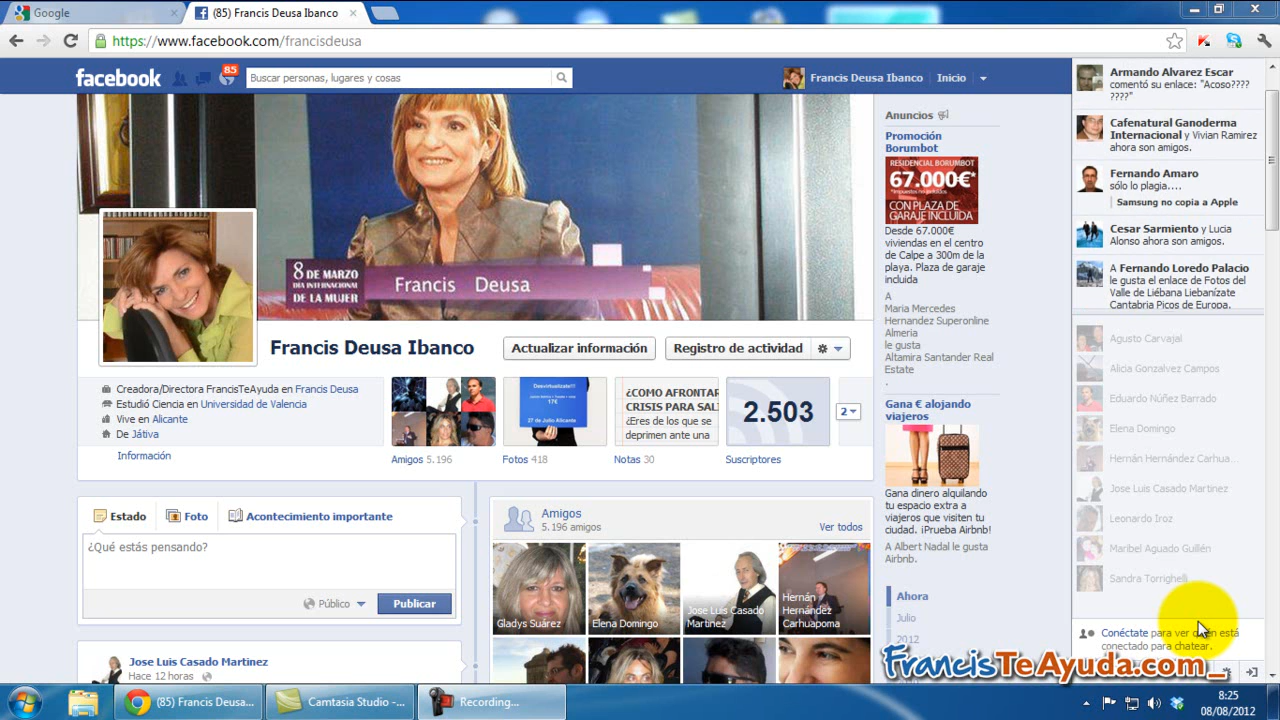 Google
(85) Francis Deusa Ibanco
https://www.facebook.com/francisdeusa
facebook
85
Buscar personas, lugares y cosas
Francis Deusa Ibanco
Inicio
8 DE MARZO
DÍA INTERNACIONAL
DE LA MUJER
Francis Deusa
Francis Deusa Ibanco
Actualizar información
Registro de actividad
Creadora/Directora FrancisTeAyuda en Francis Deusa
Estudió Ciencia en Universidad de Valencia
Vive en Alicante
De Játiva
Información
Amigos 5.196
Desvirtualízate!!!
17€
27 de Julio Alicante
Fotos 418
¿COMO AFRONTAR
CRISIS PARA SALI
¿Eres de los que se
deprimen ante una
Notas 30
2.503
Suscriptores
2
Estado
Foto
Acontecimiento importante
¿Qué estás pensando?
Público
Publicar
Jose Luis Casado Martinez
Hace 12 horas
Amigos
5.196 amigos
Ver todos
Gladys Suárez
Elena Domingo
Jose Luis Casado
Martinez
Hernán
Hernández
Carhuapoma
Anuncios
Promoción
Borumbot
RESIDENCIAL BORUMBOT
67.000€*
*Impuestos no incluidos
CON PLAZA DE
GARAJE INCLUIDA
Desde 67.000€
viviendas en el centro
de Calpe a 300m de la
playa. Plaza de garaje
incluida
A
Maria Mercedes
Hernandez Superonline
Almeria
le gusta
Altamira Santander Real
Estate
.
Gana € alojando
viajeros
Gana dinero alquilando
tu espacio extra a
viajeros que visiten tu
ciudad. ¡Prueba Airbnb!
A Albert Nadal le gusta
Airbnb.
Ahora
Julio
2012
Armando Alvarez Escar
comentó su enlace: "Acoso????
????"
Cafenatural Ganoderma
Internacional y Vivian Ramirez
ahora son amigos.
Fernando Amaro
sólo lo plagia....
Samsung no copia a Apple
Cesar Sarmiento y Lucia
Alonso ahora son amigos.
A Fernando Loredo Palacio
le gusta el enlace de Fotos del
Valle de Liébana Liebanízate
Cantabria Picos de Europa.
Agusto Carvajal
Alicia Gonzalvez Campos
Eduardo Núñez Barrado
Elena Domingo
Hernán Hernández Carhua...
Jose Luis Casado Martinez
Leonardo Iroz
Maribel Aguado Guillén
Sandra Torrighelli
Conéctate para ver quien está
conectado para chatear.
FrancisTeAyuda.com_
(85) Francis Deusa...
Camtasia Studio -...
Recording...
8:25
08/08/2012